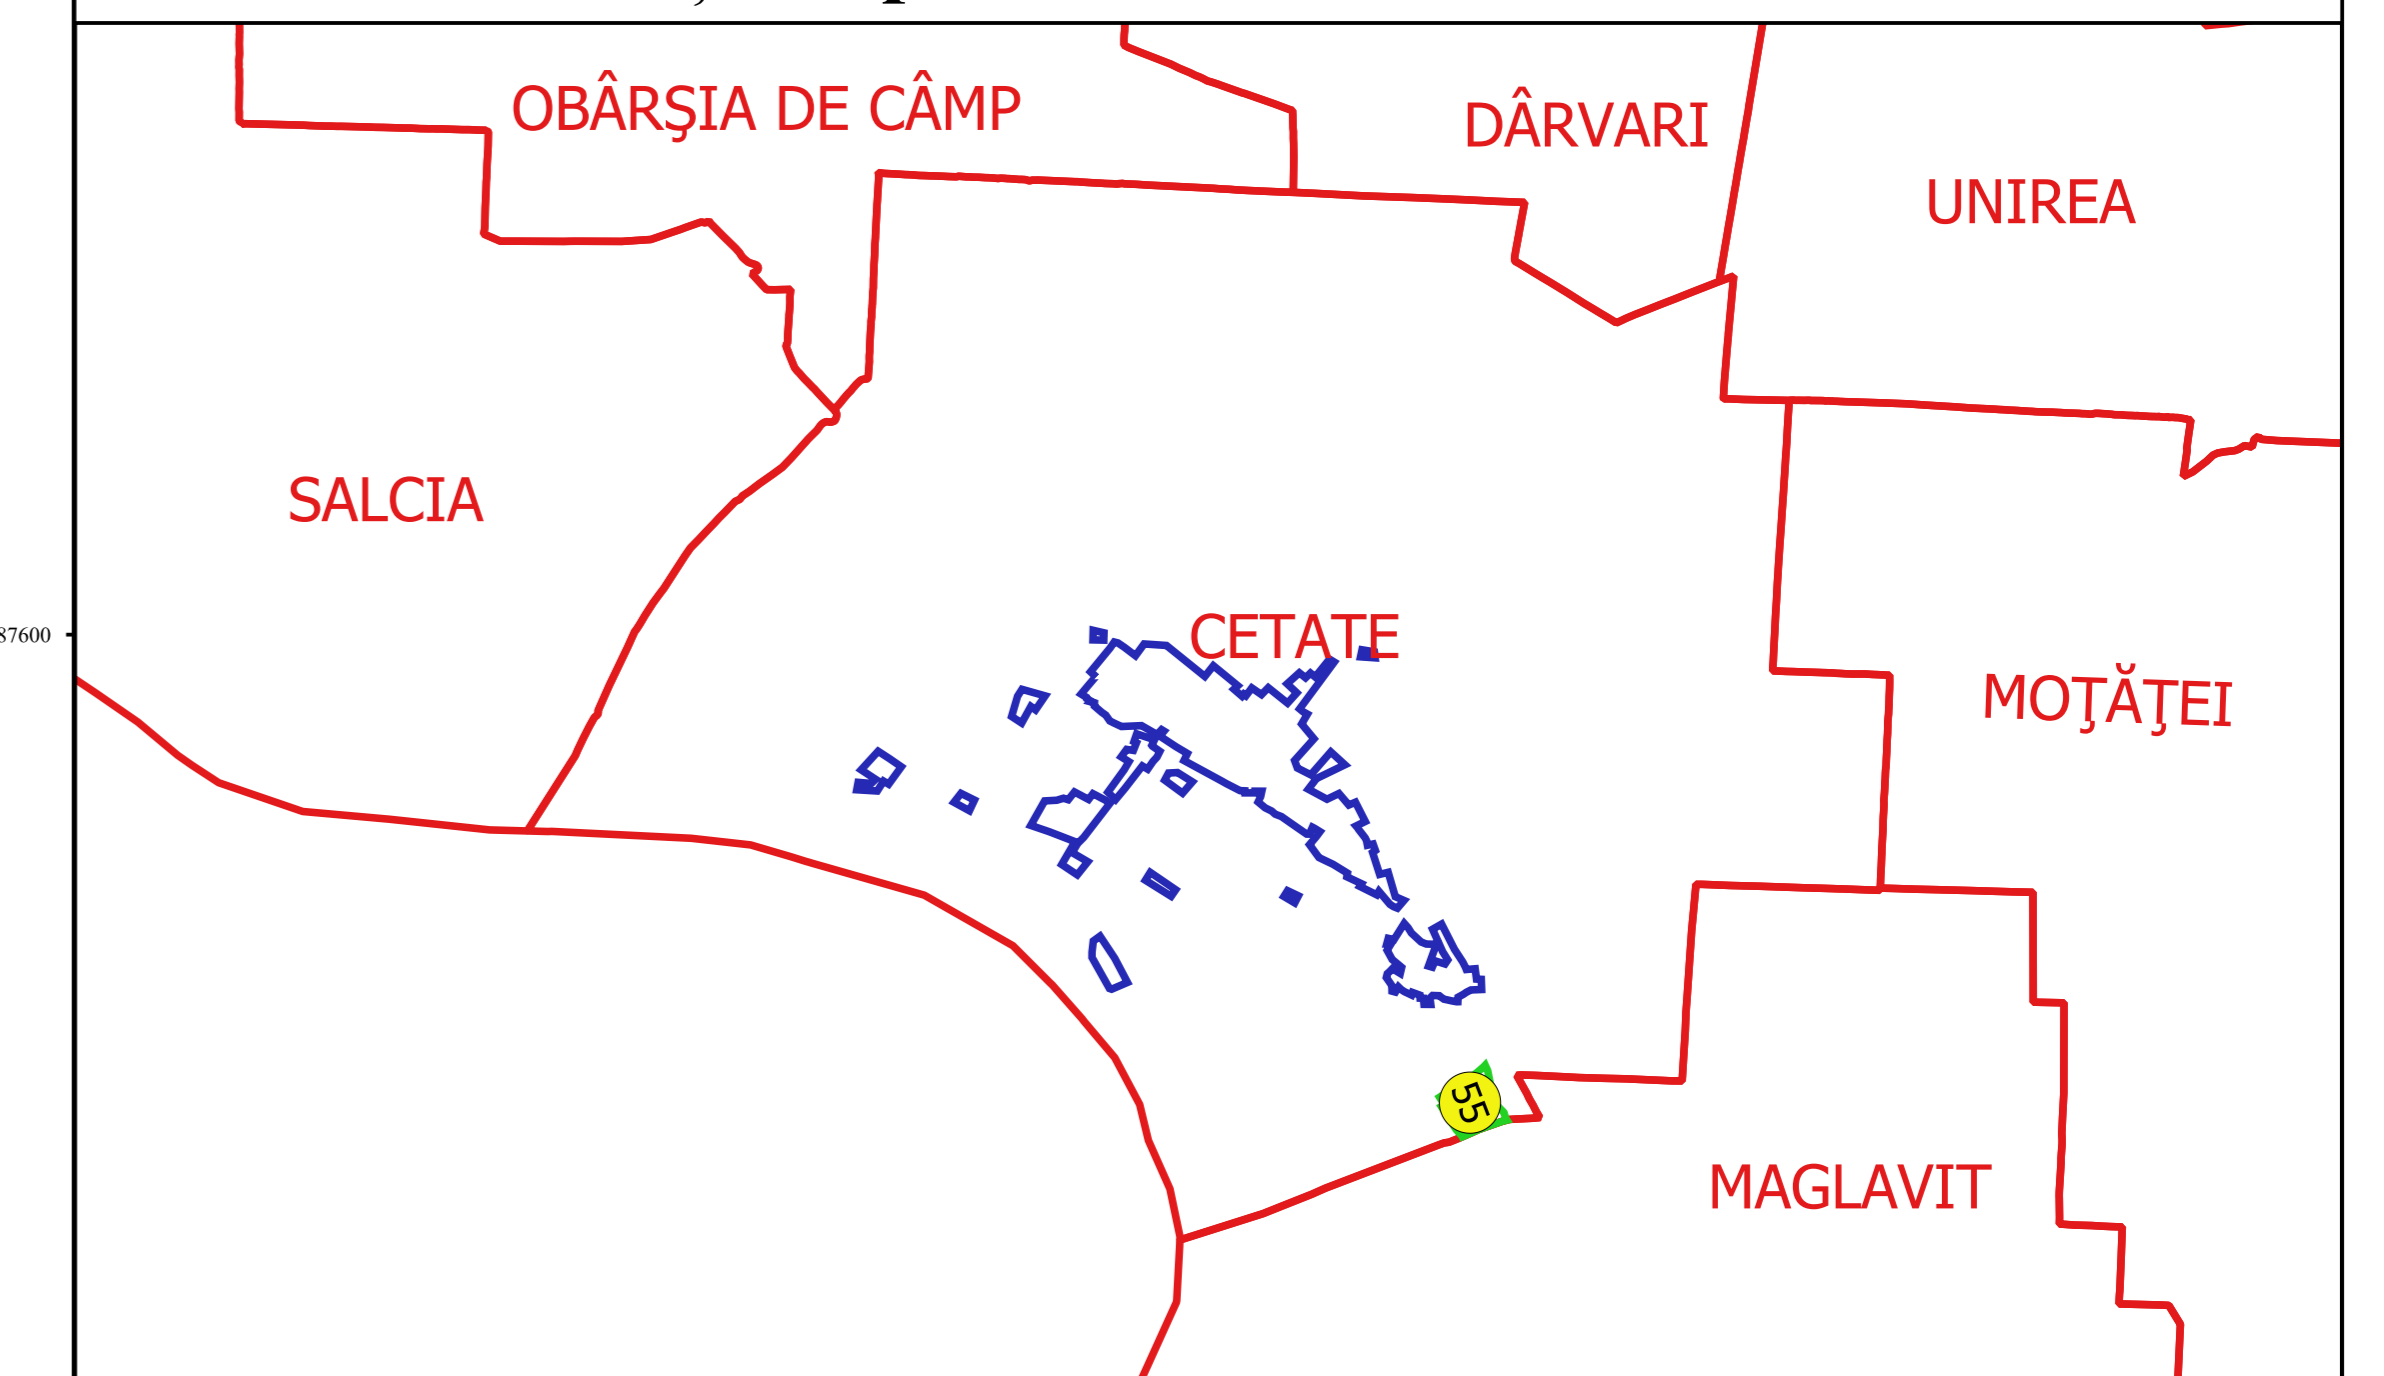 OBÂRŞIA DE CÂMP
DÂRVARI
UNIREA
SALCIA
CETATE
87600
MOŢĂŢEI
55
MAGLAVIT